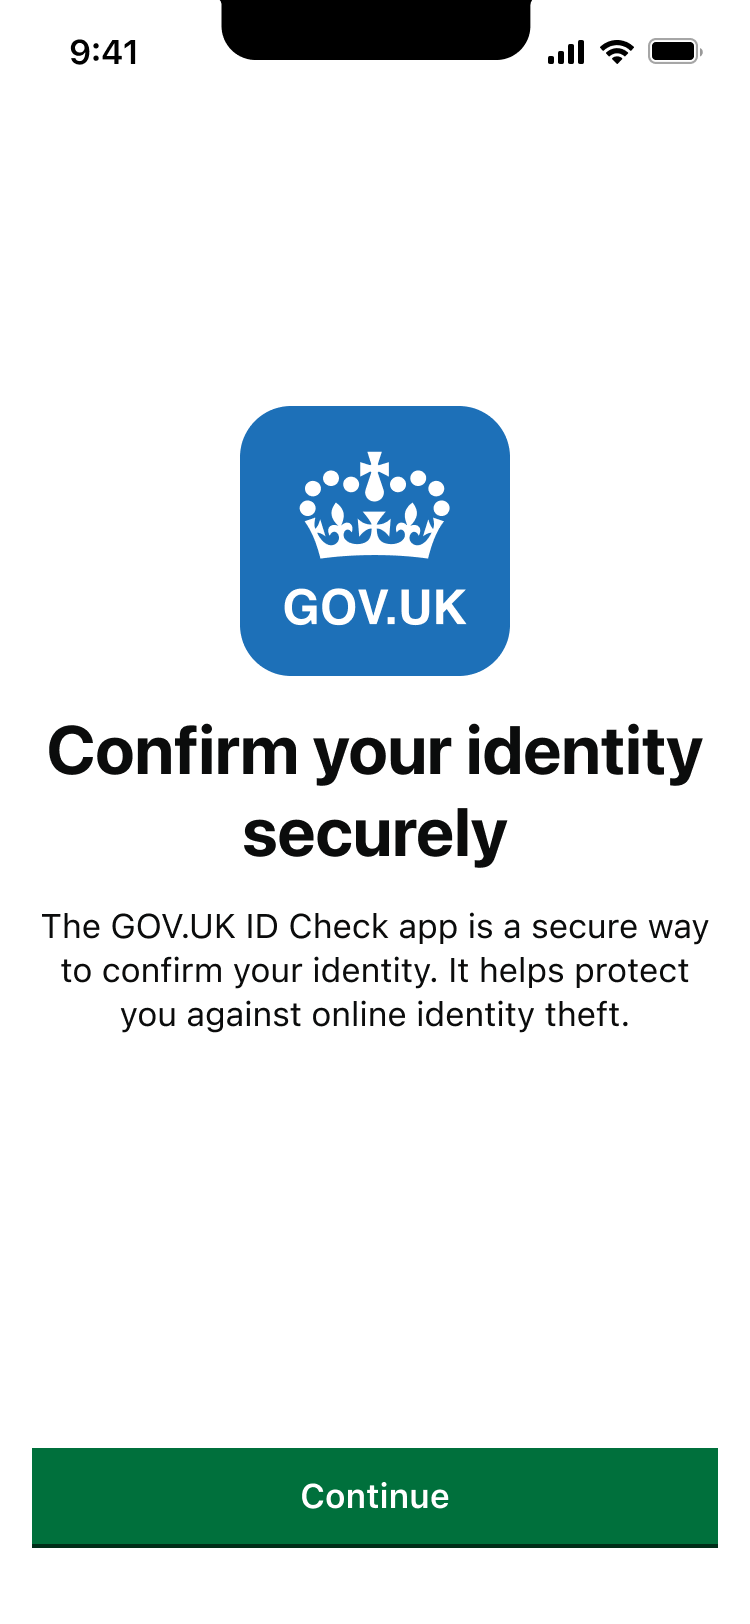 9:41
GOV.UK
Confirm your identity
securely
The GOV.UK ID Check app is a secure way
to confirm your identity. It helps protect
you against online identity theft.
Continue